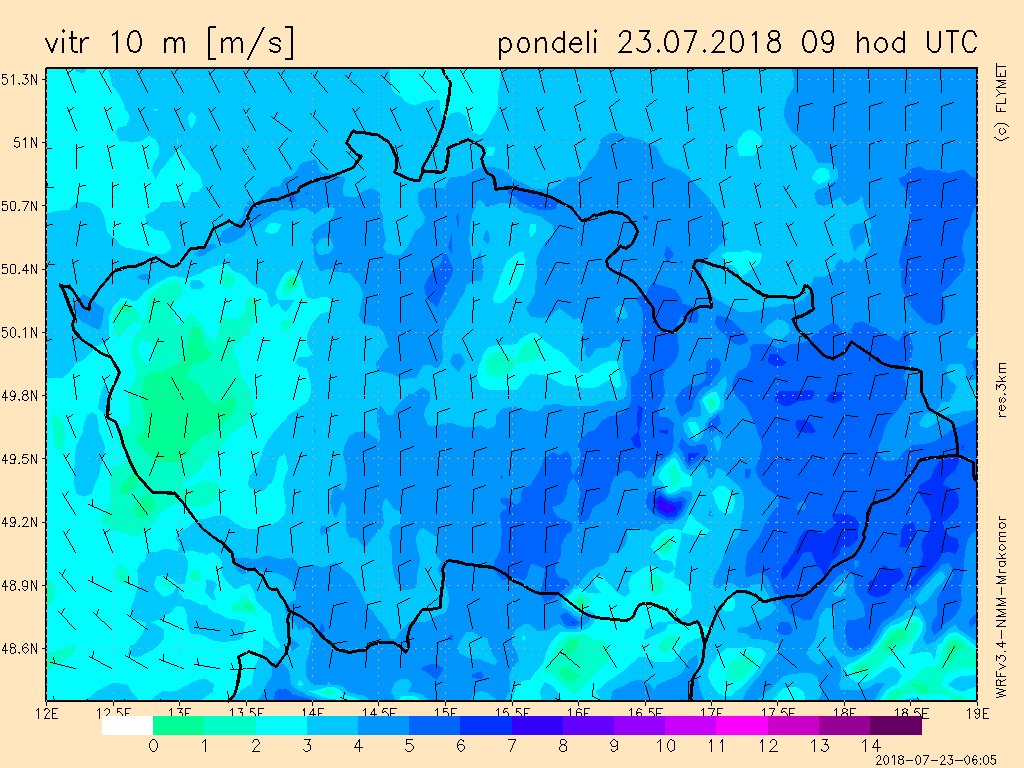 vitr 10 m [m/s]
pondeli 23.07.2018 09 hod UTC
51.3N
51N
50.7N
50.4N
50.1N
49.8N
49.5N
49.2N
48.9N
48.6N
12E 12.5E 13E 13.5E 14E 14.5E 15E 15.5E 16E 16.5E 17E 17.5E 18E 18.5E 19E
0 1 2 3 4 5 6 7 8 9 10 11 12 13 14
(c) FLYMET
res.3km
WRFv3.4-NMM-Mrakomor
2018-07-23-06:05